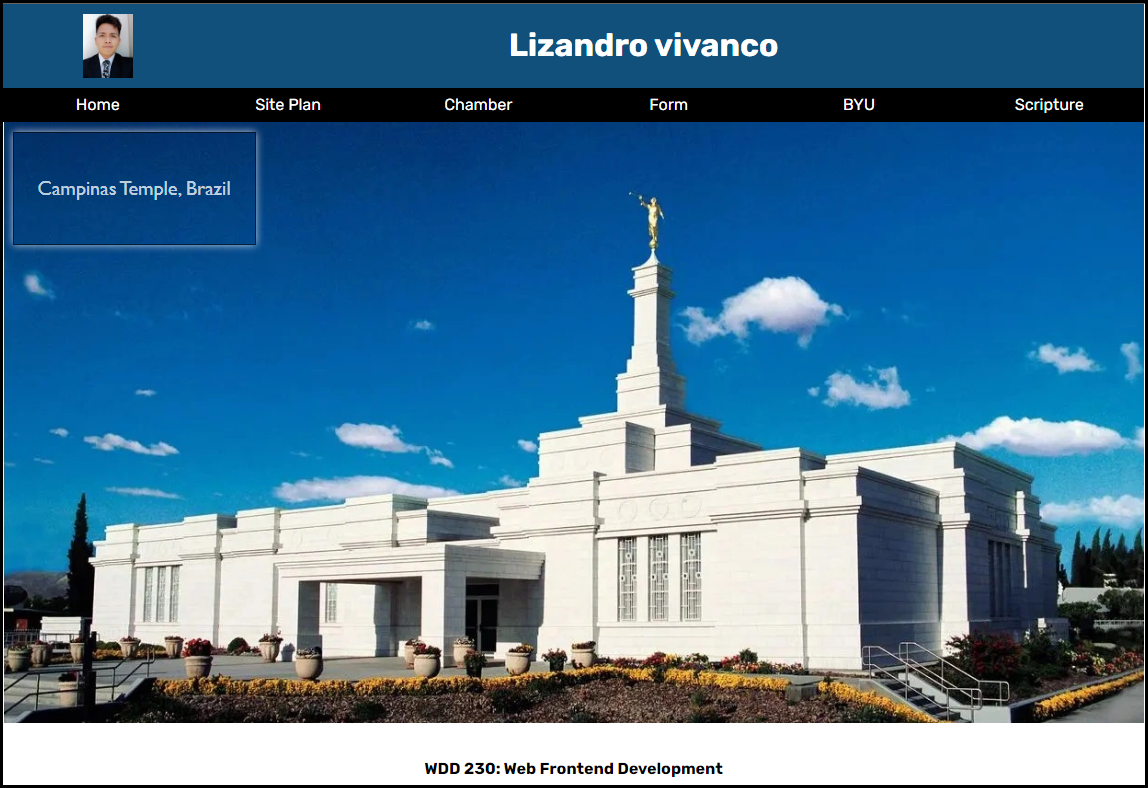 Lizandro vivanco
Home Site Plan Chamber Form BYU Scripture
Campinas Temple, Brazil
WDD 230: Web Frontend Development